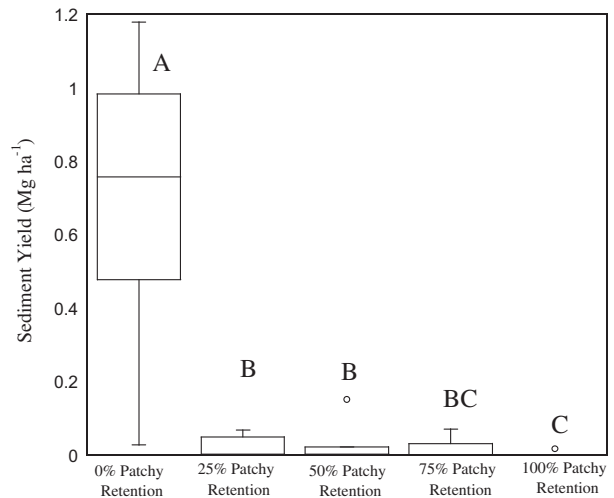 1.2
1
0.8
0.6
0.4
0.2
0
Sediment Yield (Mg ha⁻¹)
A
B
B
BC
C
0% Patchy
Retention
25% Patchy
Retention
50% Patchy
Retention
75% Patchy
Retention
100% Patchy
Retention